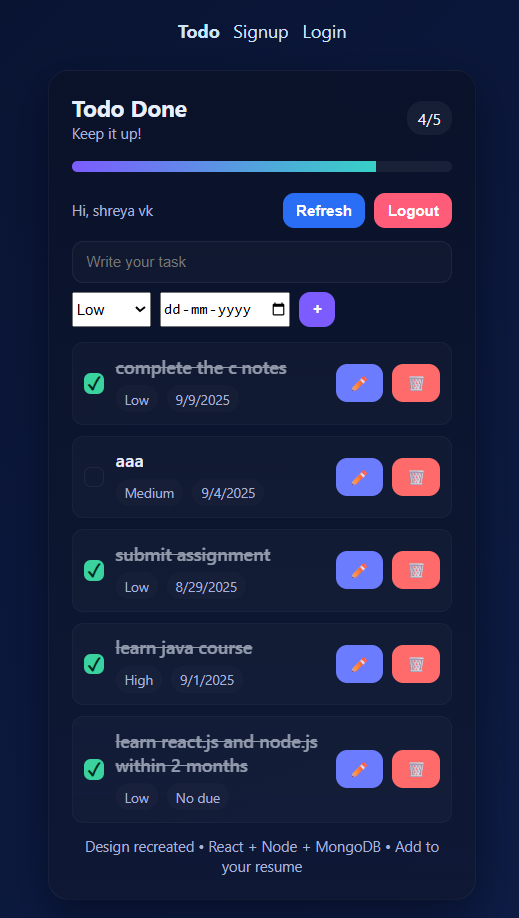 Todo Signup Login
Todo Done
Keep it up!
4/5
Hi, shreya vk
Refresh
Logout
Write your task
Low
dd-mm-yyyy
+
complete the c notes
Low 9/9/2025
aaa
Medium 9/4/2025
submit assignment
Low 8/29/2025
learn java course
High 9/1/2025
learn react.js and node.js
within 2 months
Low No due
Design recreated • React + Node + MongoDB • Add to
your resume